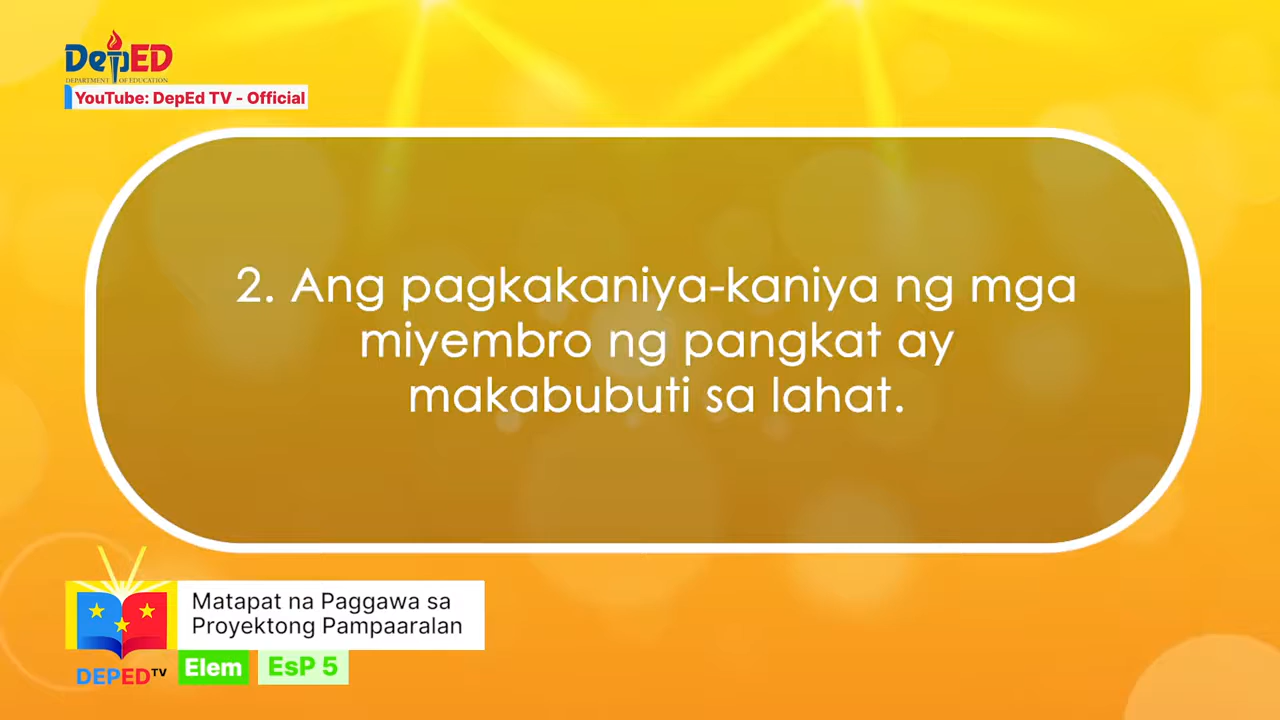 DepED
DEPARTMENT OF EDUCATION
YouTube: DepEd TV - Official
2. Ang pagkakaniya-kaniya ng mga
miyembro ng pangkat ay
makabubuti sa lahat.
Matapat na Paggawa sa
Proyektong Pampaaralan
DEPED TV
Elem EsP 5